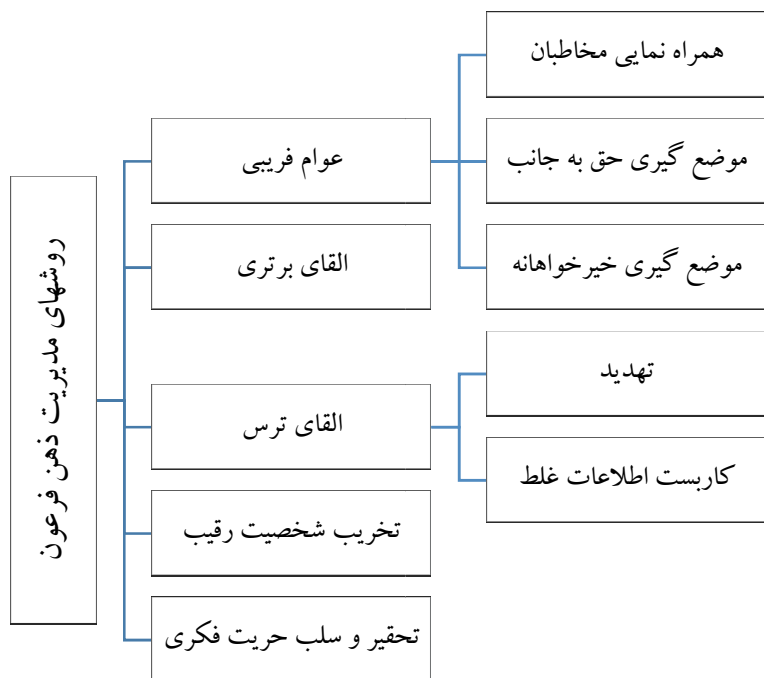 روشهای مدیریت ذهن فرعون
عوام فریبی
همراه نمایی مخاطبان
موضع گیری حق به جانب
موضع گیری خیرخواهانه
القای برتری
القای ترس
تهدید
کاربست اطلاعات غلط
تخریب شخصیت رقیب
تحقیر و سلب حریت فکری